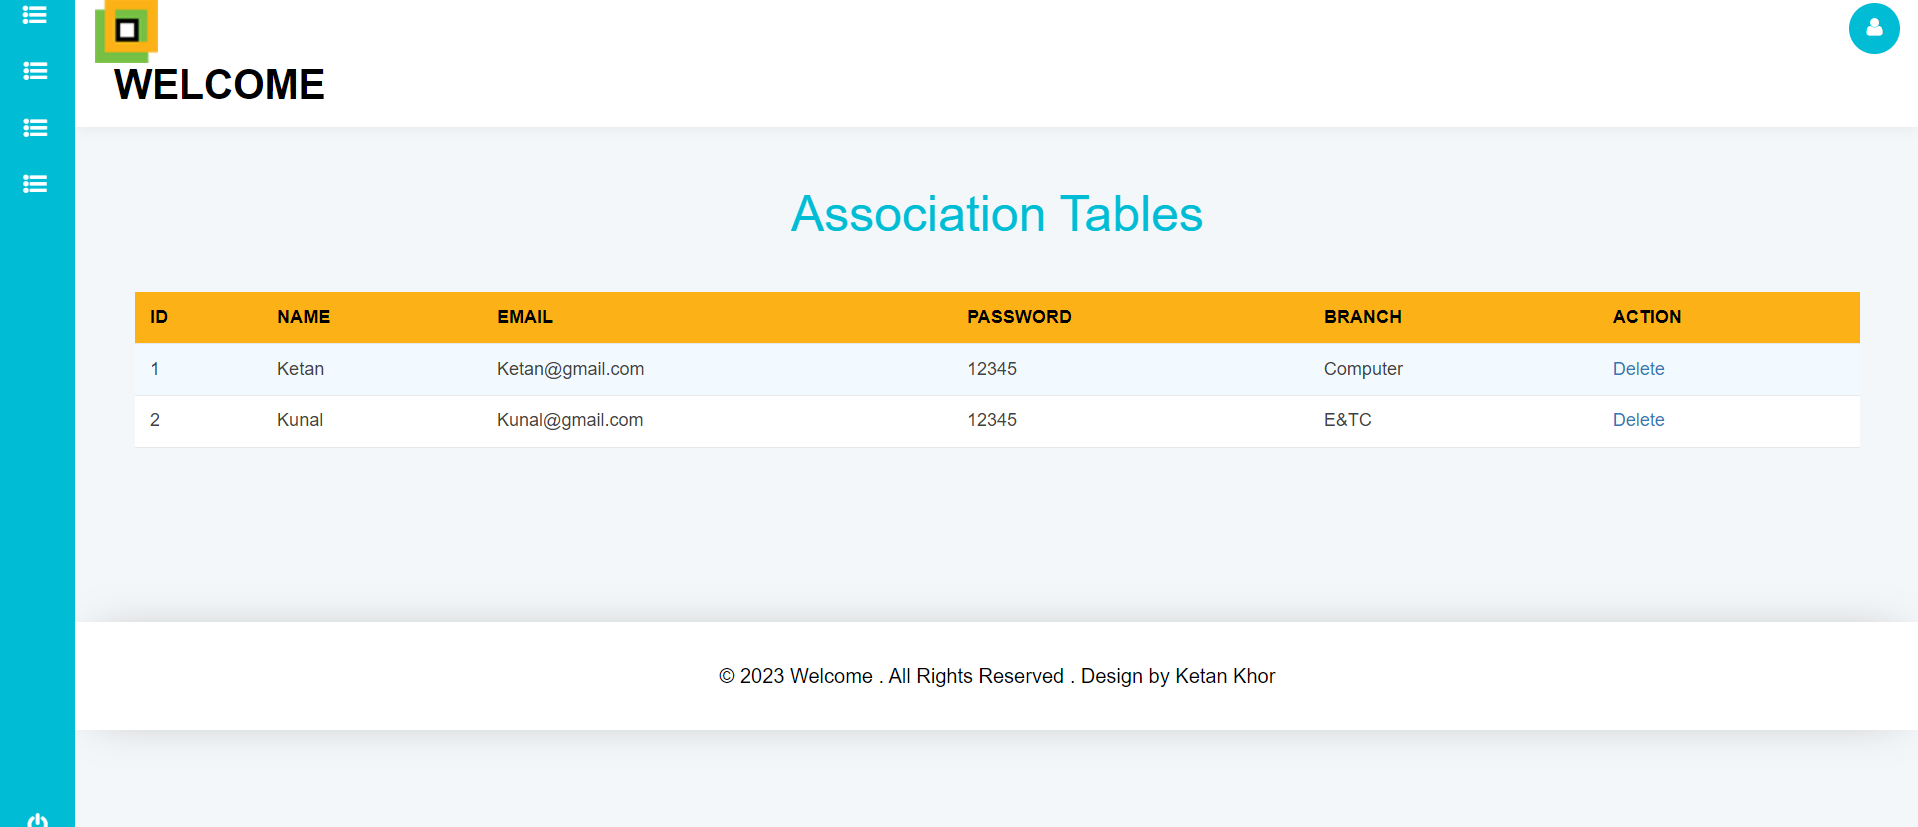 WELCOME
Association Tables
ID NAME EMAIL PASSWORD BRANCH ACTION
1 Ketan Ketan@gmail.com 12345 Computer Delete
2 Kunal Kunal@gmail.com 12345 E&TC Delete
© 2023 Welcome . All Rights Reserved . Design by Ketan Khor